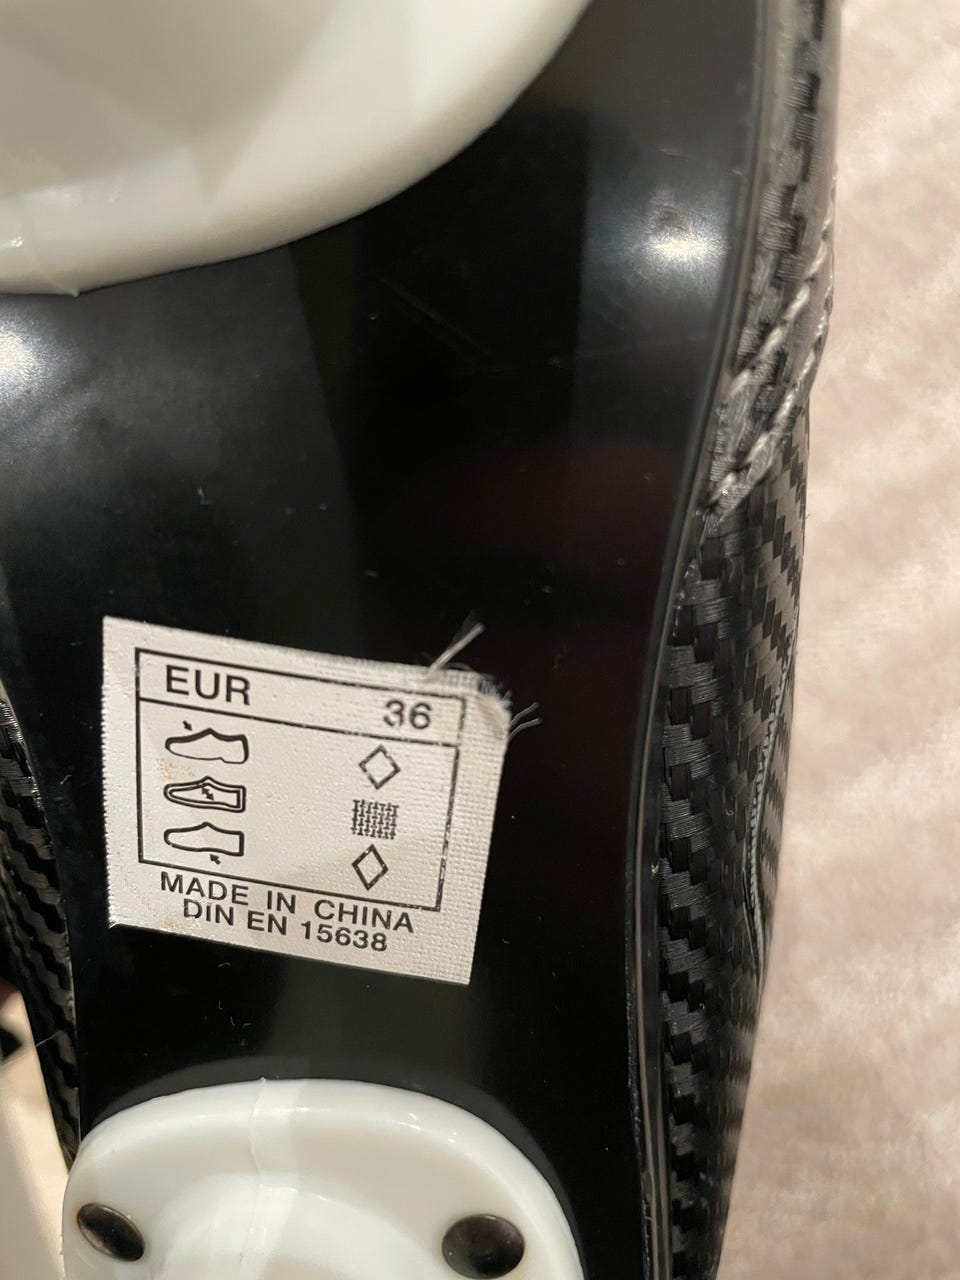 EUR 36
MADE IN CHINA
DIN EN 15638